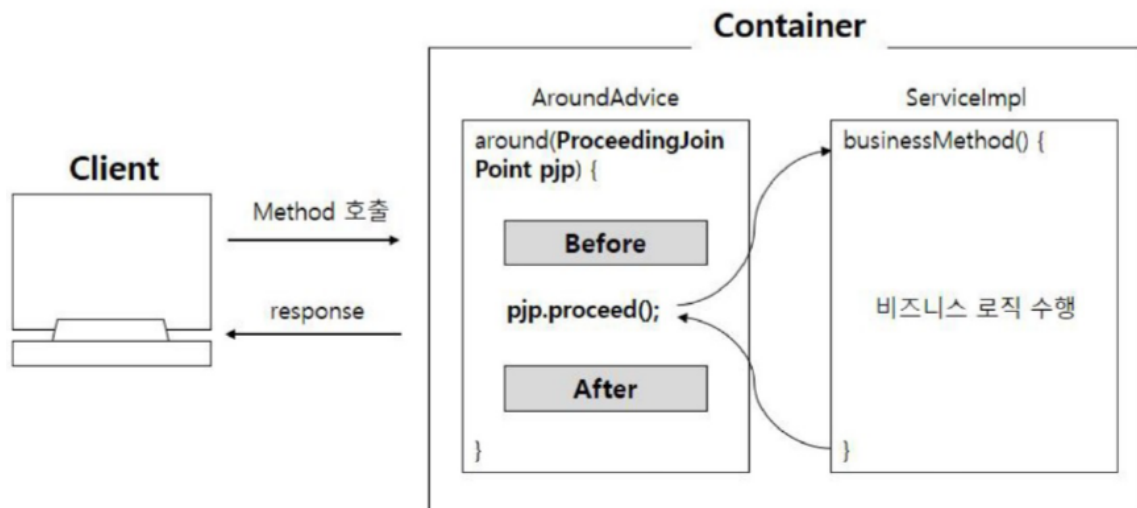 Container
AroundAdvice
ServiceImpl
around(ProceedingJoin
Point pjp) {
businessMethod() {
Client
Method 호출
Before
response
pjp.proceed();
비즈니스 로직 수행
After
}
}